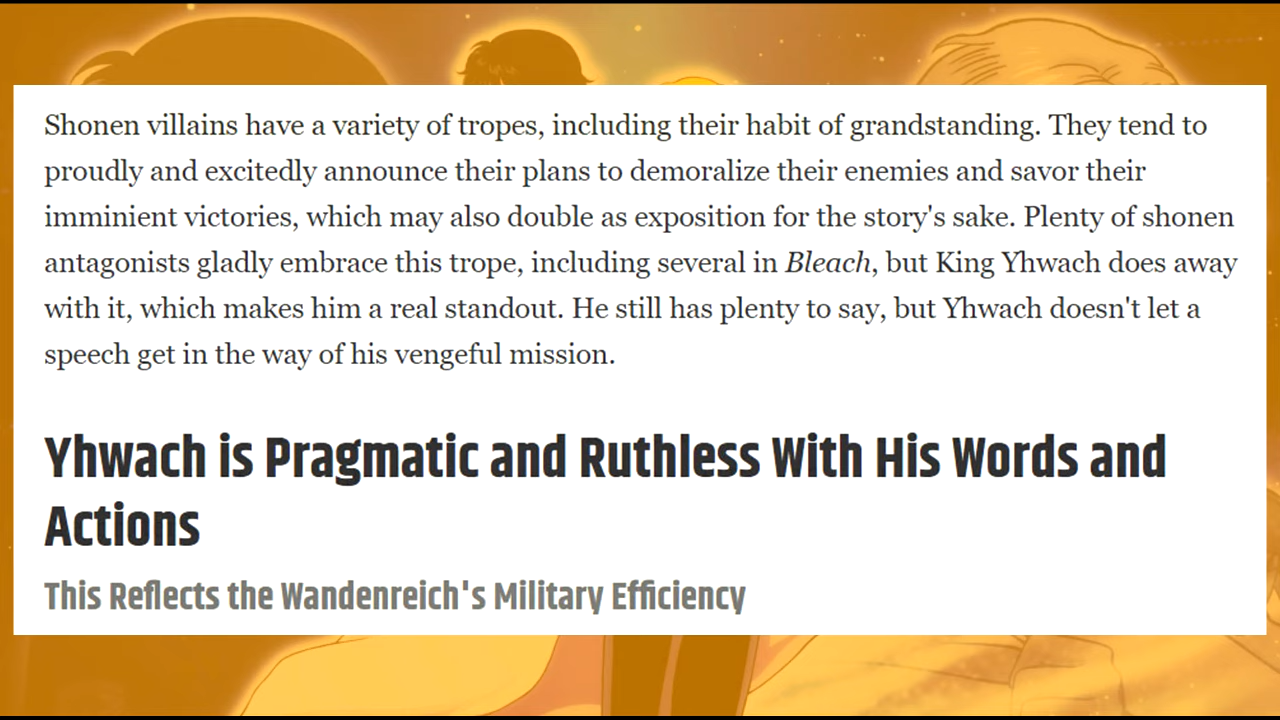 Shonen villains have a variety of tropes, including their habit of grandstanding. They tend to
proudly and excitedly announce their plans to demoralize their enemies and savor their
imminient victories, which may also double as exposition for the story's sake. Plenty of shonen
antagonists gladly embrace this trope, including several in Bleach, but King Yhwach does away
with it, which makes him a real standout. He still has plenty to say, but Yhwach doesn't let a
speech get in the way of his vengeful mission.
Yhwach is Pragmatic and Ruthless With His Words and
Actions
This Reflects the Wandenreich's Military Efficiency